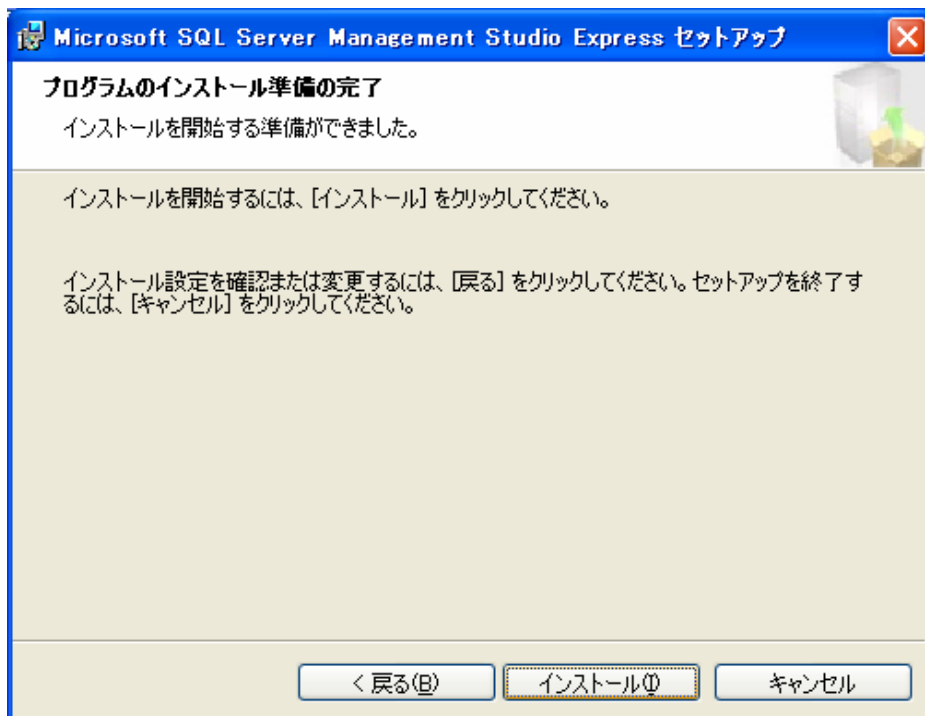 Microsoft SQL Server Management Studio Express セットアップ
プログラムのインストール準備の完了
インストールを開始する準備ができました。
インストールを開始するには、[インストール] をクリックしてください。
インストール設定を確認または変更するには、[戻る] をクリックしてください。セットアップを終了す
るには、[キャンセル] をクリックしてください。
< 戻る(B)
インストール(I)
キャンセル